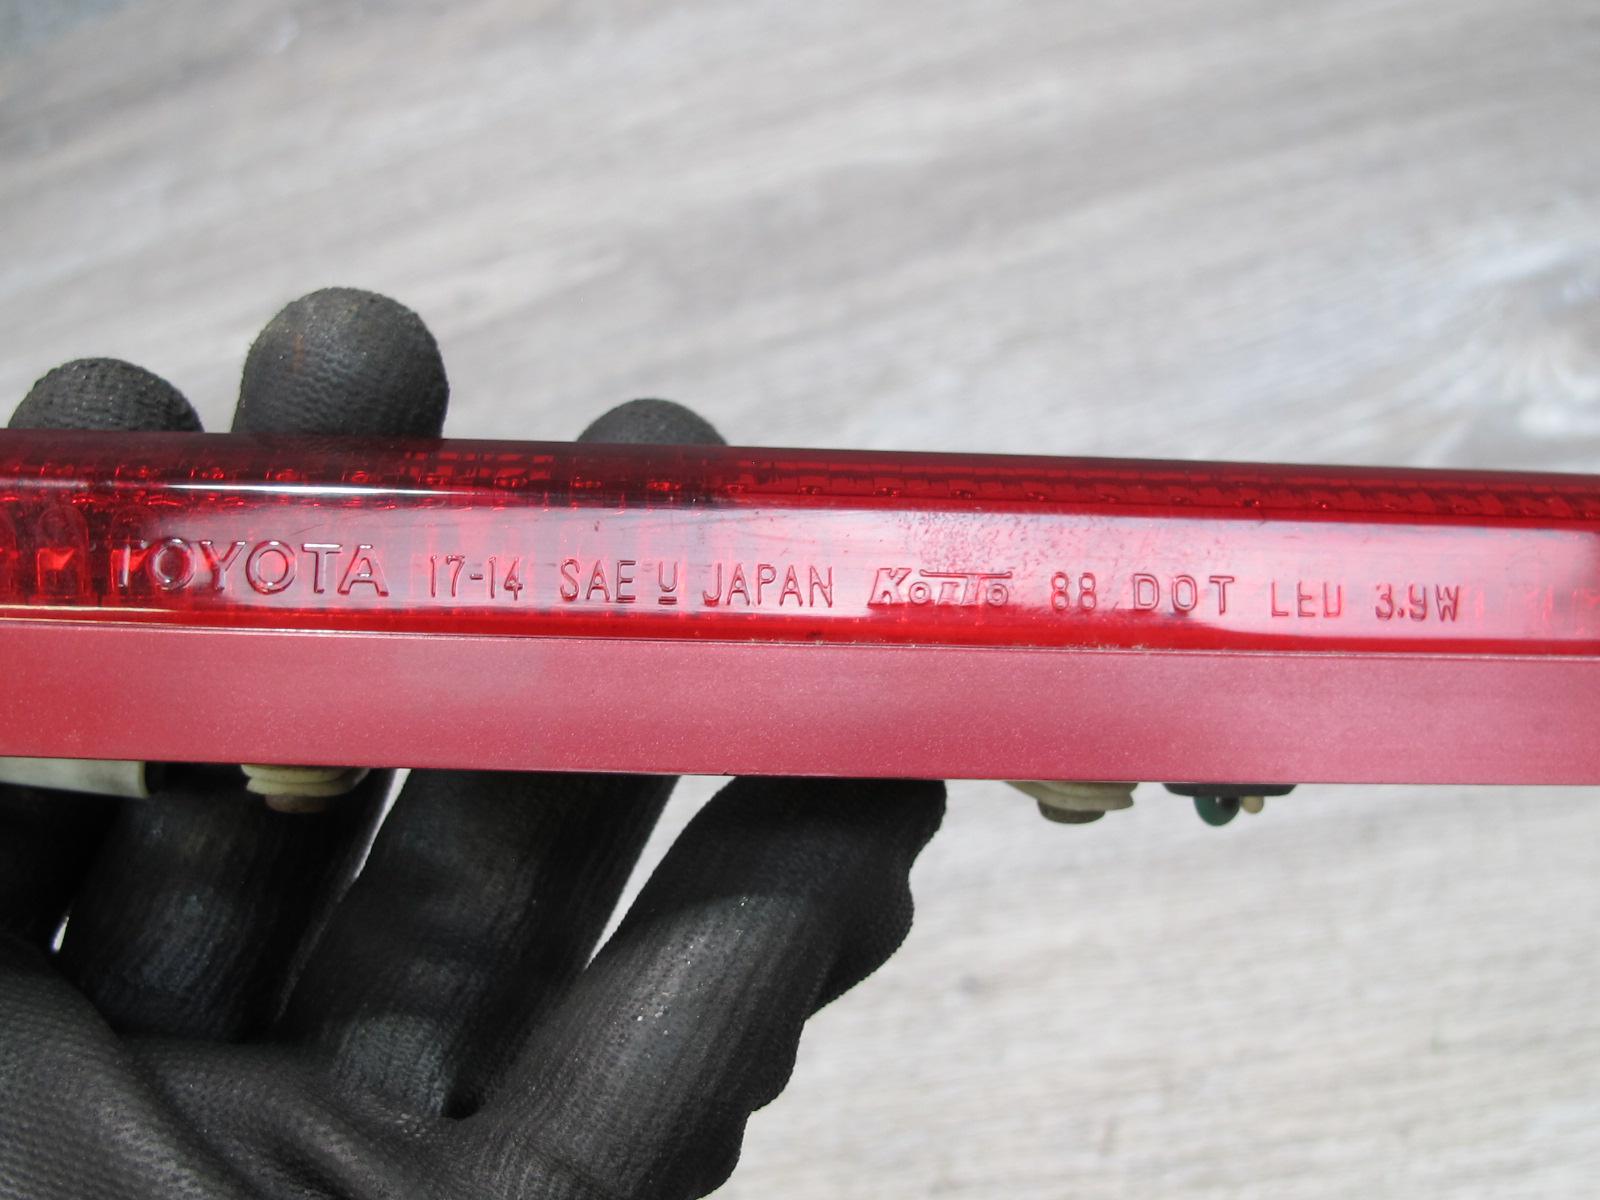 TOYOTA 17-14 SAE U JAPAN KOITO 88 DOT LED 3.9W